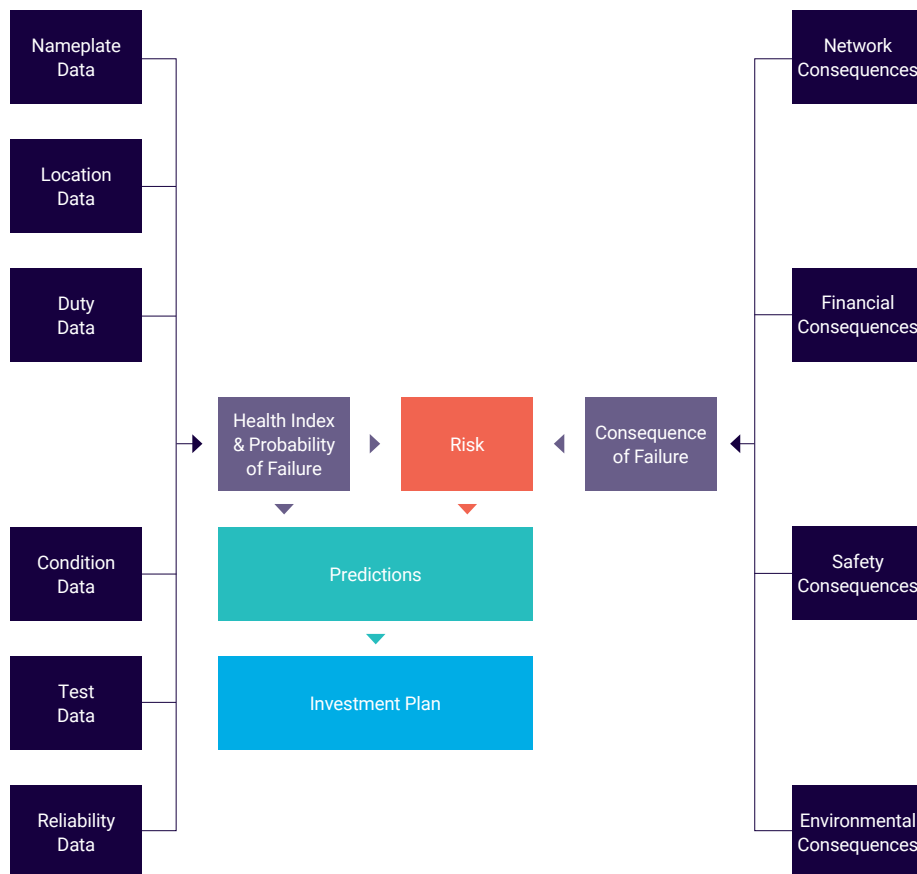 Nameplate
Data
Location
Data
Duty
Data
Condition
Data
Test
Data
Reliability
Data
Health Index
& Probability
of Failure
Risk
Consequence
of Failure
Predictions
Investment Plan
Network
Consequences
Financial
Consequences
Safety
Consequences
Environmental
Consequences